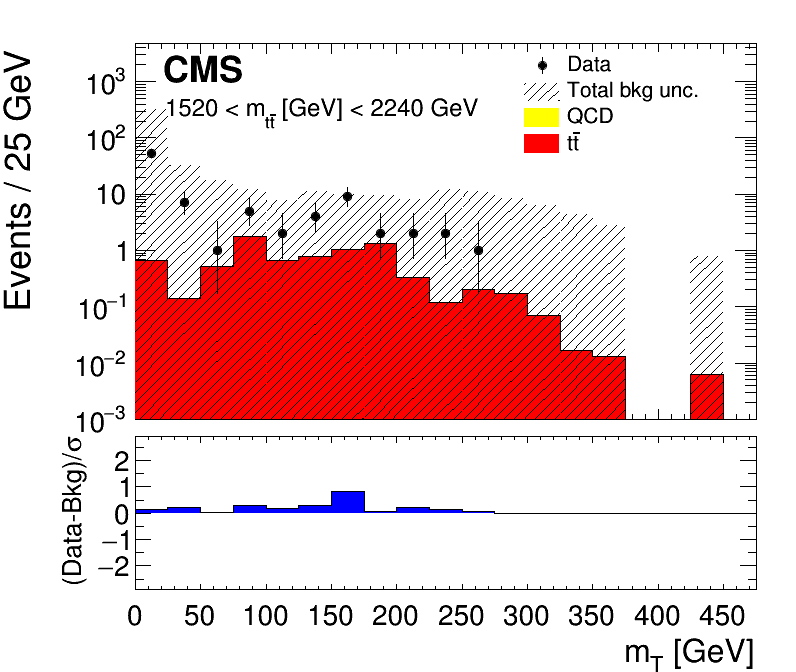 CMS
1520 < m_tt̄ [GeV] < 2240 GeV
Data
Total bkg unc.
QCD
tt̄
Events / 25 GeV
10³
10²
10
1
10⁻¹
10⁻²
10⁻³
(Data-Bkg)/σ
2
1
0
−1
−2
0 50 100 150 200 250 300 350 400 450
m_T [GeV]